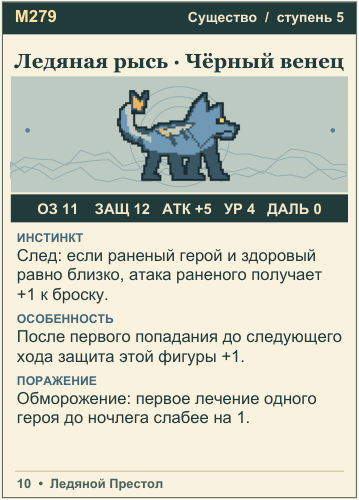 М279
Существо / ступень 5
Ледяная рысь · Чёрный венец
ОЗ 11 ЗАЩ 12 АТК +5 УР 4 ДАЛЬ 0
ИНСТИНКТ
След: если раненый герой и здоровый
равно близко, атака раненого получает
+1 к броску.
ОСОБЕННОСТЬ
После первого попадания до следующего
хода защита этой фигуры +1.
ПОРАЖЕНИЕ
Обморожение: первое лечение одного
героя до ночлега слабее на 1.
10 • Ледяной Престол